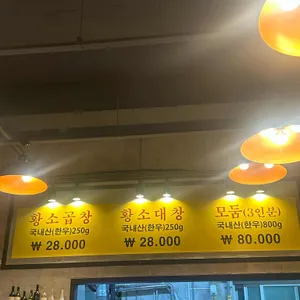 황소곱창
국내산(한우)250g
₩ 28.000
황소대창
국내산(한우)250g
₩ 28.000
모둠(3인분)
국내산(한우)800g
₩ 80.000